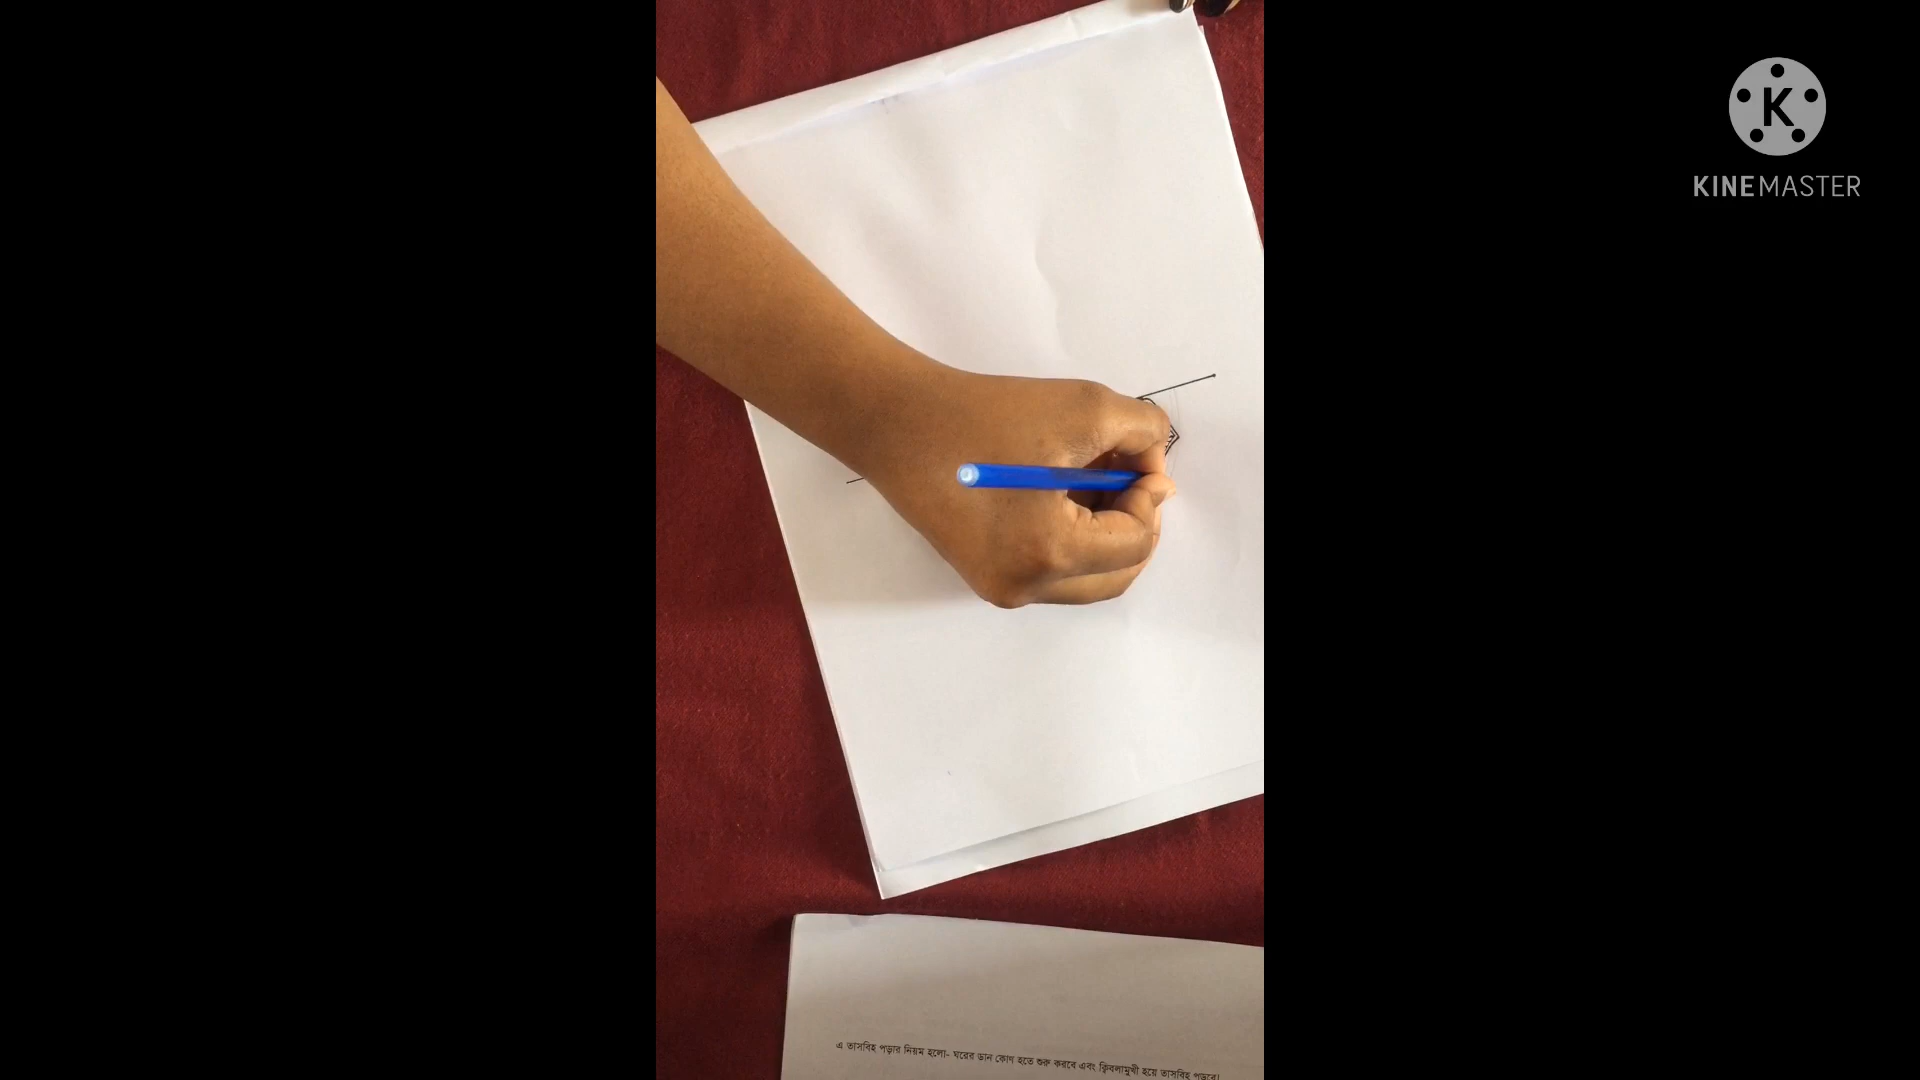 KINEMASTER
এ তাসবিহ পড়ার নিয়ম হলো- ঘরের ডান কোণ হতে শুরু করবে এবং ক্বিবলামুখী হয়ে তাসবিহ পড়বে।